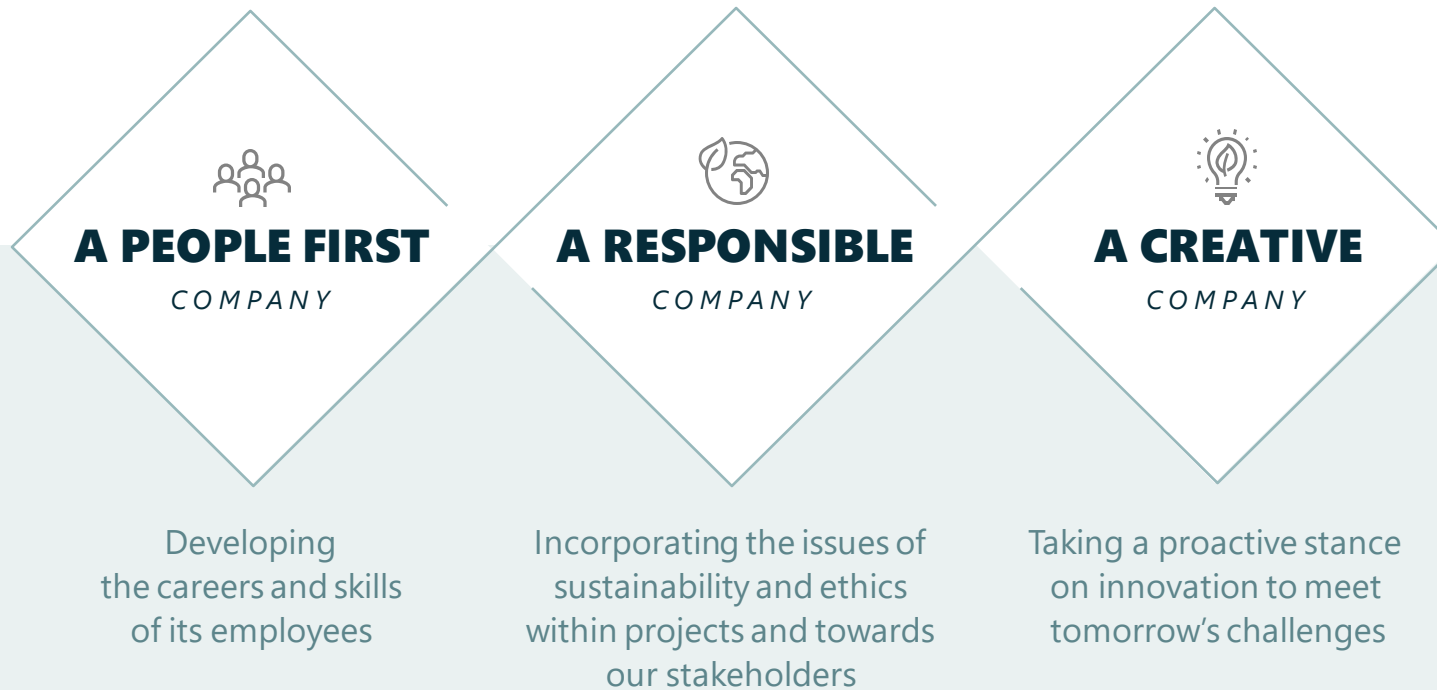 A PEOPLE FIRST
COMPANY
Developing
the careers and skills
of its employees
A RESPONSIBLE
COMPANY
Incorporating the issues of
sustainability and ethics
within projects and towards
our stakeholders
A CREATIVE
COMPANY
Taking a proactive stance
on innovation to meet
tomorrow’s challenges